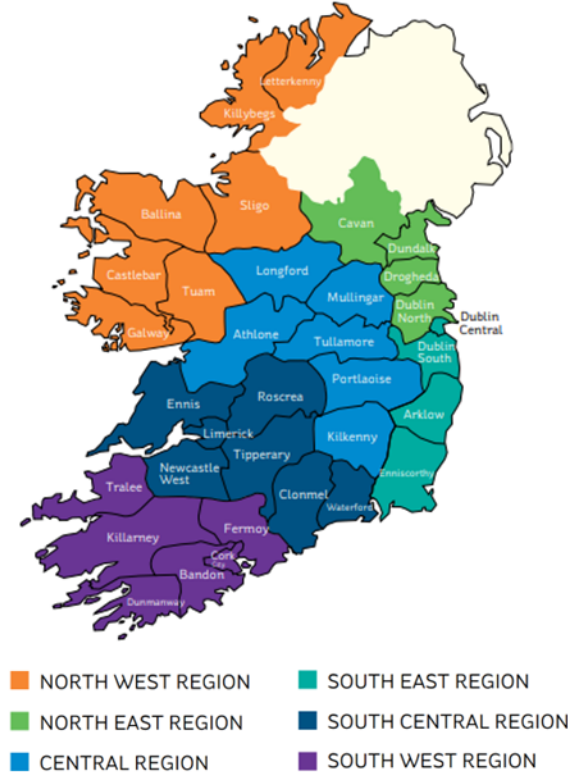 Letterkenny
Killybegs
Ballina
Sligo
Cavan
Dundalk
Castlebar
Tuam
Longford
Mullingar
Drogheda
Dublin
North
Dublin
Central
Galway
Athlone
Tullamore
Dublin
South
Portlaoise
Ennis
Roscrea
Arklow
Limerick
Kilkenny
Tipperary
Newcastle
West
Enniscorthy
Tralee
Clonmel
Waterford
Killarney
Fermoy
Cork
City
Bandon
Dunmanway
NORTH WEST REGION
SOUTH EAST REGION
NORTH EAST REGION
SOUTH CENTRAL REGION
CENTRAL REGION
SOUTH WEST REGION